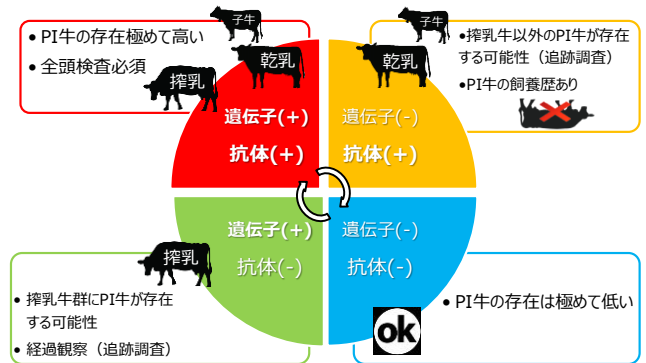 子牛
• PI牛の存在極めて高い
• 全頭検査必須
乾乳
搾乳
遺伝子(+)
抗体(+)
子牛
乾乳
•搾乳牛以外のPI牛が存在
する可能性（追跡調査）
•PI牛の飼養歴あり
遺伝子(-)
抗体(+)
遺伝子(+)
抗体(-)
搾乳
• 搾乳牛群にPI牛が存在
する可能性
• 経過観察（追跡調査）
遺伝子(-)
抗体(-)
• PI牛の存在は極めて低い
ok